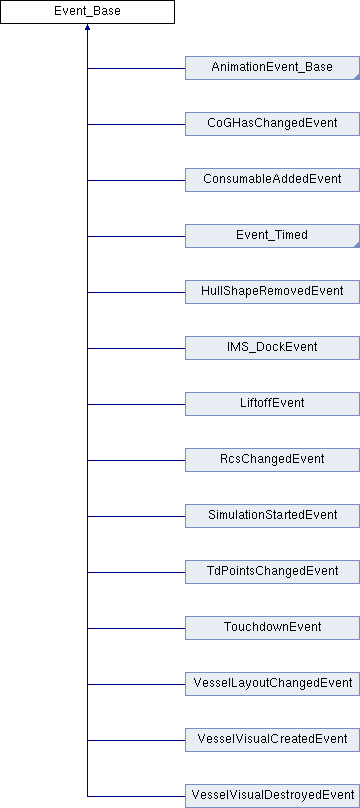 Event_Base
AnimationEvent_Base
CoGHasChangedEvent
ConsumableAddedEvent
Event_Timed
HullShapeRemovedEvent
IMS_DockEvent
LiftoffEvent
RcsChangedEvent
SimulationStartedEvent
TdPointsChangedEvent
TouchdownEvent
VesselLayoutChangedEvent
VesselVisualCreatedEvent
VesselVisualDestroyedEvent